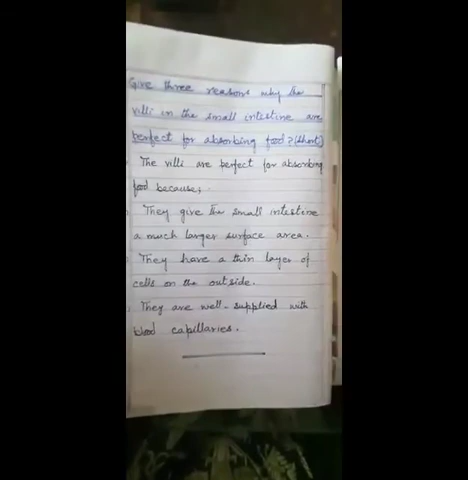 Give three reasons why the
villi in the small intestine are
perfect for absorbing food? (short)
The villi are perfect for absorbing
food because;
They give the small intestine
a much larger surface area.
They have a thin layer of
cells on the outside.
They are well-supplied with
blood capillaries.